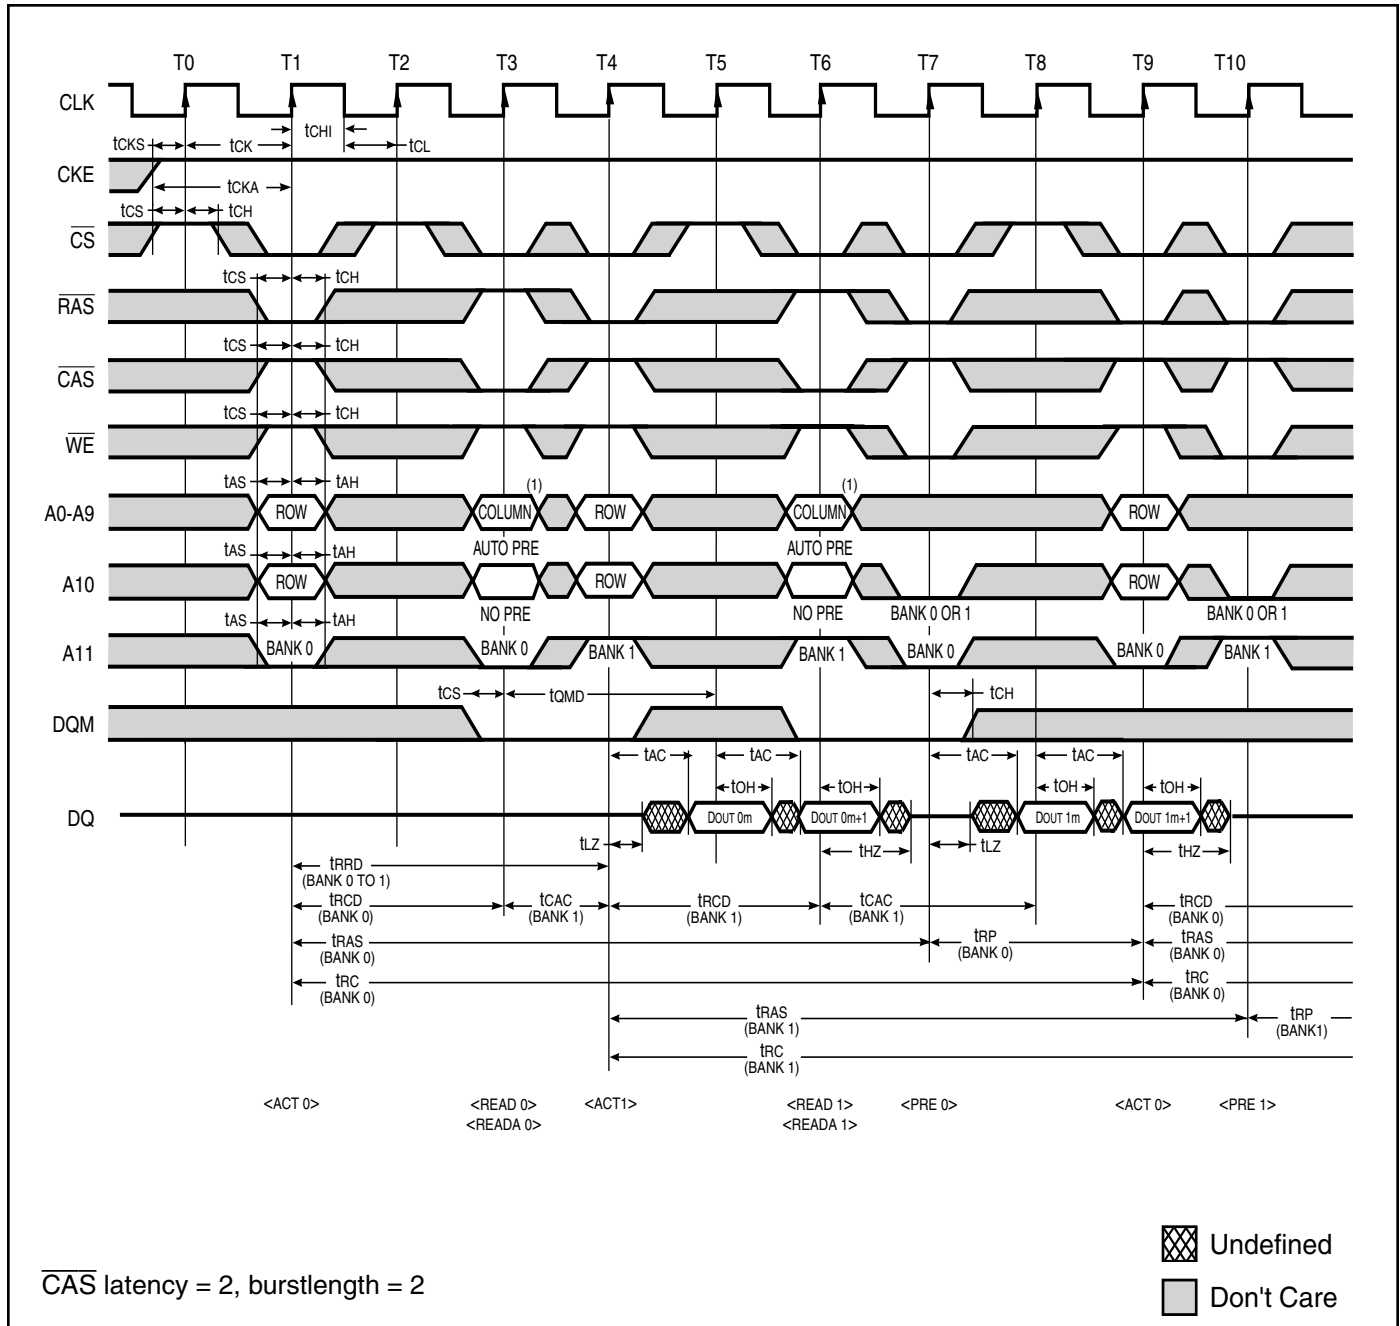 T0 T1 T2 T3 T4 T5 T6 T7 T8 T9 T10
CLK
tCHI
tCKS tCK tCL
CKE
tCKA
tCS tCH
CS
tCS tCH
RAS
tCS tCH
CAS
tCS tCH
WE
tAS tAH (1) (1)
A0-A9 ROW COLUMN ROW COLUMN ROW
tAS tAH AUTO PRE AUTO PRE
A10 ROW ROW ROW
NO PRE NO PRE BANK 0 OR 1 BANK 0 OR 1
tAS tAH
A11 BANK 0 BANK 0 BANK 1 BANK 1 BANK 0 BANK 0 BANK 1
tCS tQMD tCH
DQM
tAC tAC tAC tAC
tOH tOH tOH tOH
DQ DOUT 0m DOUT 0m+1 DOUT 1m DOUT 1m+1
tLZ tHZ tLZ tHZ
tRRD
(BANK 0 TO 1)
tRCD tCAC tRCD tCAC tRCD
(BANK 0) (BANK 1) (BANK 1) (BANK 1) (BANK 0)
tRAS tRP tRAS
(BANK 0) (BANK 0) (BANK 0)
tRC tRC
(BANK 0) (BANK 0)
tRAS tRP
(BANK 1) (BANK1)
tRC
(BANK 1)
<ACT 0> <READ 0> <ACT1> <READ 1> <PRE 0> <ACT 0> <PRE 1>
<READA 0> <READA 1>
Undefined
CAS latency = 2, burstlength = 2
Don't Care